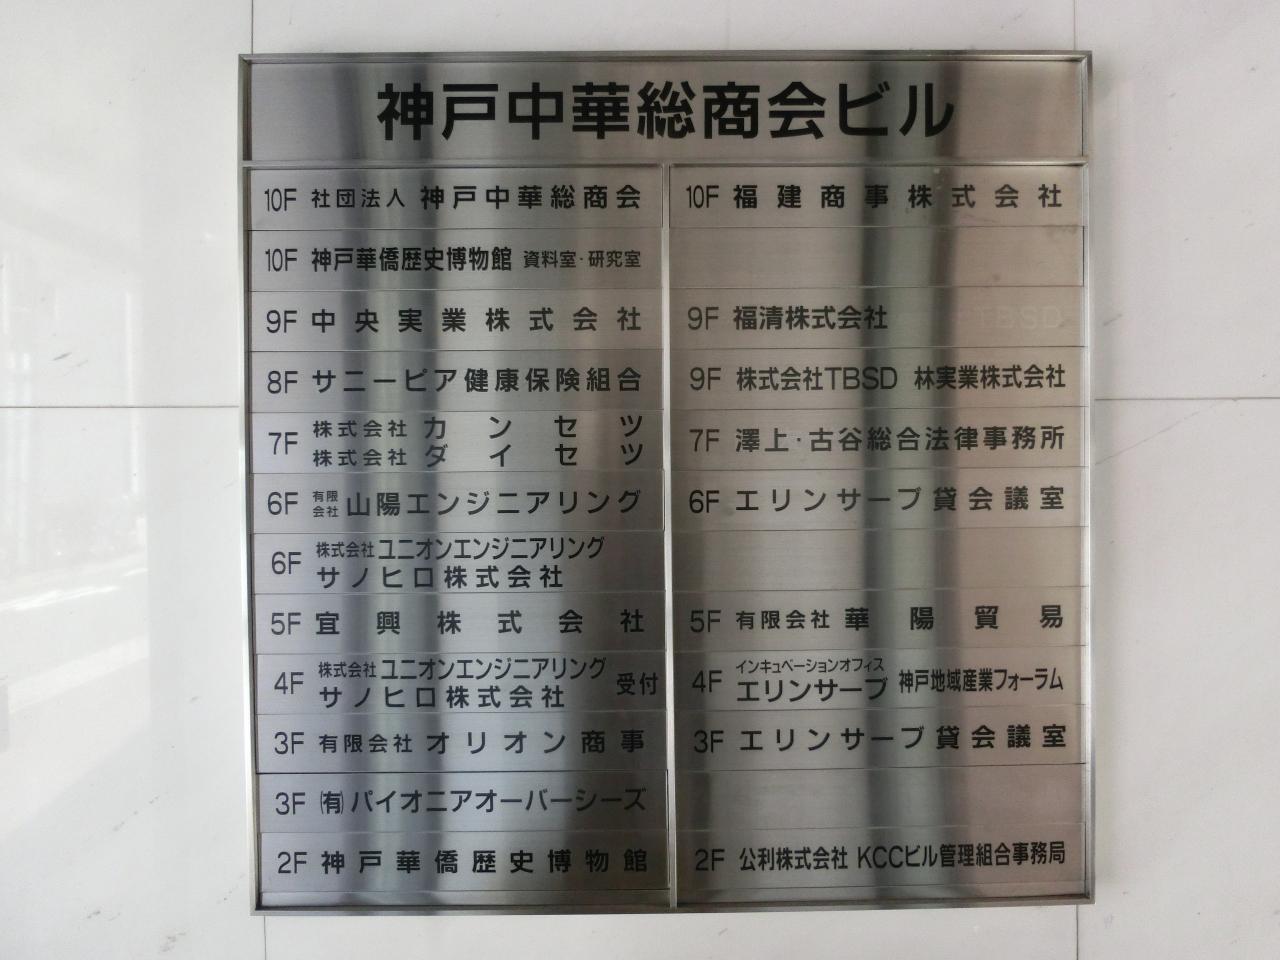 神戸中華総商会ビル
10F 社団法人 神戸中華総商会
10F 神戸華僑歴史博物館 資料室・研究室
9F 中央実業株式会社
8F サニーピア健康保険組合
7F 株式会社 カンセツ
株式会社 ダイセツ
6F 有限会社 山陽エンジニアリング
6F 株式会社ユニオンエンジニアリング
サノヒロ株式会社
5F 宜興株式会社
4F 株式会社ユニオンエンジニアリング
サノヒロ株式会社 受付
3F 有限会社 オリオン商事
3F ㈲パイオニアオーバーシーズ
2F 神戸華僑歴史博物館
10F 福建商事株式会社
9F 福清株式会社 TBSD
9F 株式会社TBSD 林実業株式会社
7F 澤上・古谷総合法律事務所
6F エリンサーブ貸会議室
5F 有限会社 華陽貿易
インキュベーションオフィス
4F エリンサーブ 神戸地域産業フォーラム
3F エリンサーブ貸会議室
2F 公利株式会社 KCCビル管理組合事務局